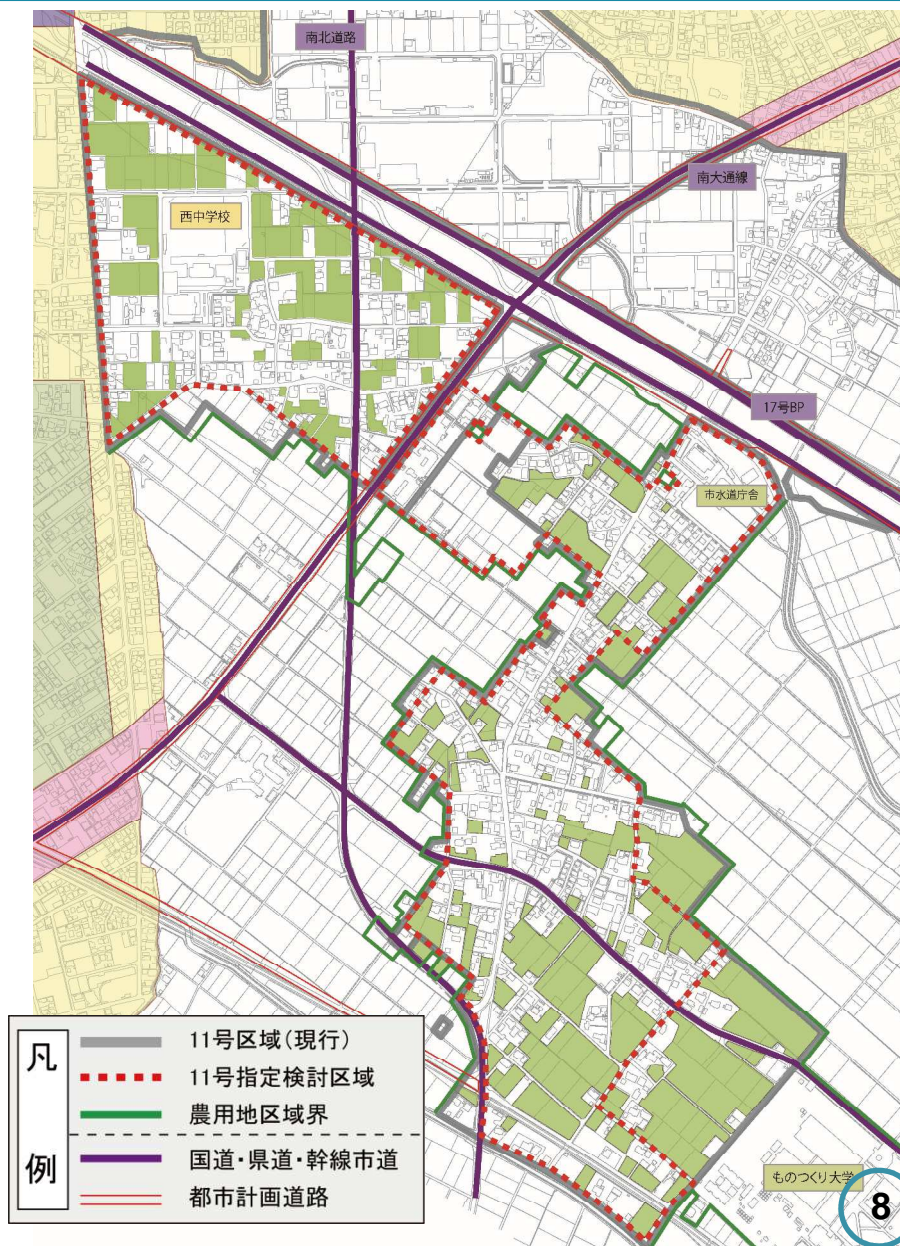 南北道路
南大通線
西中学校
17号BP
市水道庁舎
凡例
11号区域(現行)
11号指定検討区域
農用地区域界
国道・県道・幹線市道
都市計画道路
ものつくり大学
8